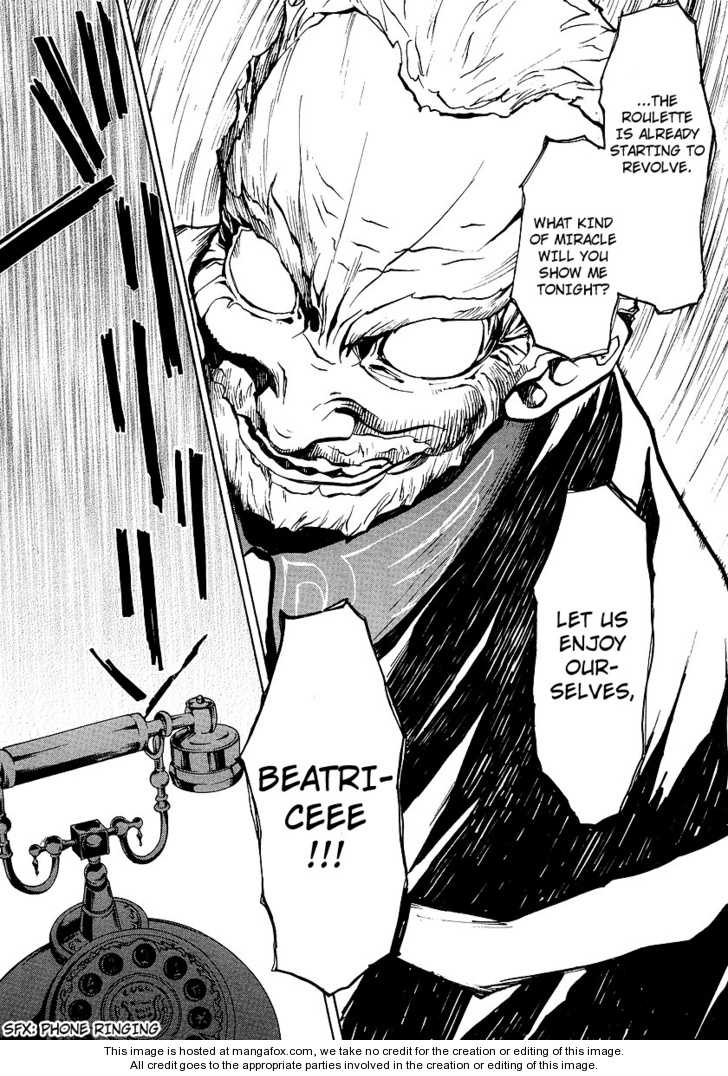 ...THE
ROULETTE
IS ALREADY
STARTING TO
REVOLVE.
WHAT KIND
OF MIRACLE
WILL YOU
SHOW ME
TONIGHT?
LET US
ENJOY
OUR-
SELVES,
BEATRI-
CEEE
!!!
SFX: PHONE RINGING
This image is hosted at mangafox.com, we take no credit for the creation or editing of this image.
All credit goes to the appropriate parties involved in the creation or editing of this image.